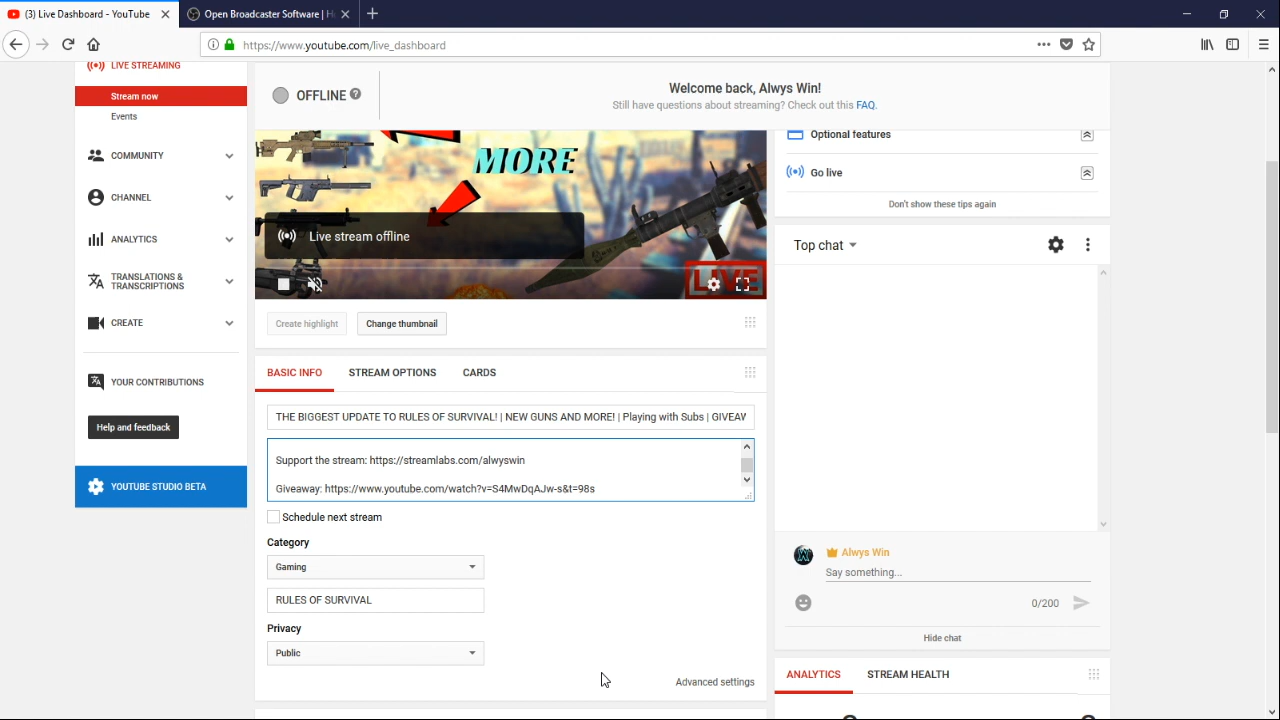 (3) Live Dashboard - YouTube
Open Broadcaster Software | H
https://www.youtube.com/live_dashboard
LIVE STREAMING
Stream now
Events
COMMUNITY
CHANNEL
ANALYTICS
TRANSLATIONS &
TRANSCRIPTIONS
CREATE
YOUR CONTRIBUTIONS
Help and feedback
YOUTUBE STUDIO BETA
OFFLINE
Welcome back, Alwys Win!
Still have questions about streaming? Check out this FAQ.
MORE
Live stream offline
LIVE
Create highlight
Change thumbnail
BASIC INFO STREAM OPTIONS CARDS
THE BIGGEST UPDATE TO RULES OF SURVIVAL! | NEW GUNS AND MORE! | Playing with Subs | GIVEAW
Support the stream: https://streamlabs.com/alwyswin
Giveaway: https://www.youtube.com/watch?v=S4MwDqAJw-s&t=98s
Schedule next stream
Category
Gaming
RULES OF SURVIVAL
Privacy
Public
Advanced settings
Optional features
Go live
Don't show these tips again
Top chat
Alwys Win
Say something...
0/200
Hide chat
ANALYTICS STREAM HEALTH